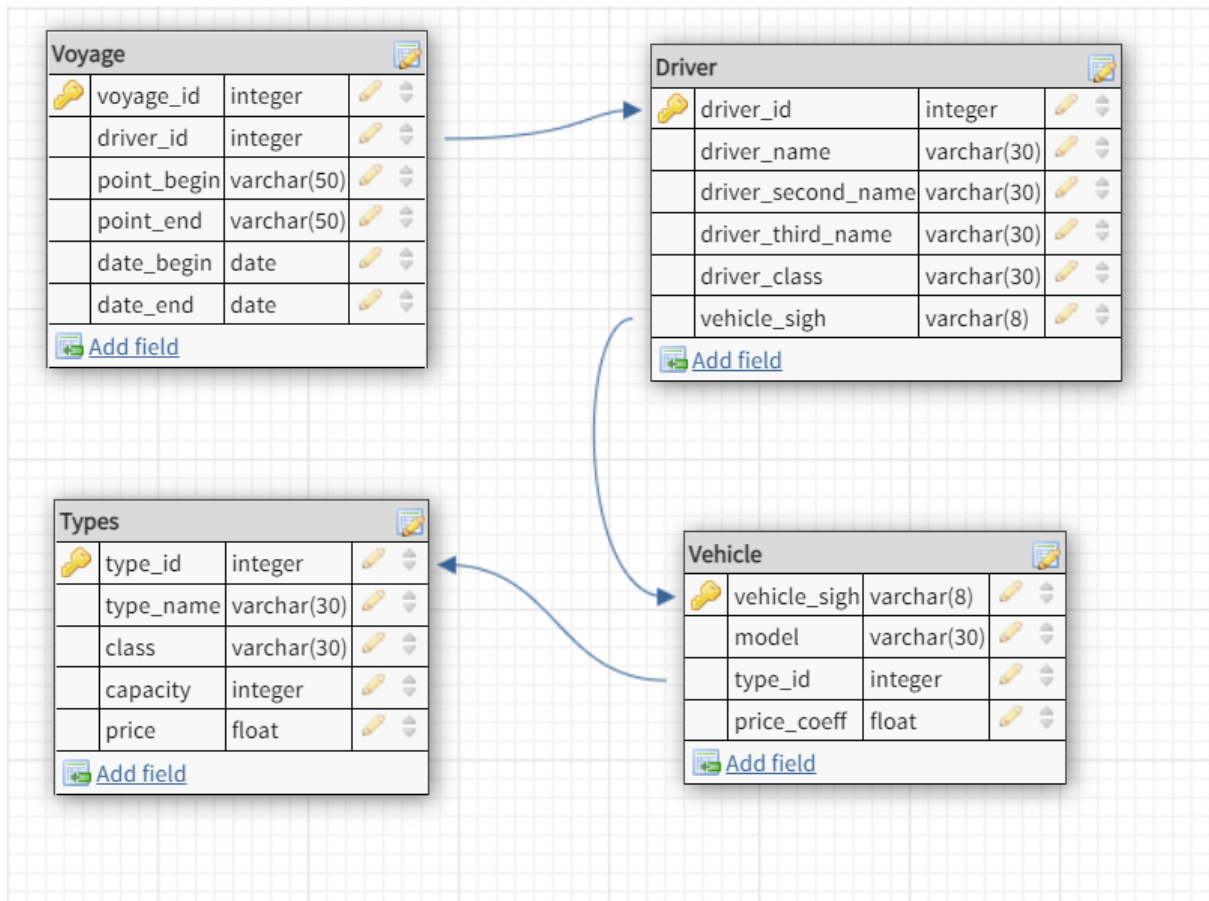 Voyage
voyage_id integer
driver_id integer
point_begin varchar(50)
point_end varchar(50)
date_begin date
date_end date
Add field
Driver
driver_id integer
driver_name varchar(30)
driver_second_name varchar(30)
driver_third_name varchar(30)
driver_class varchar(30)
vehicle_sigh varchar(8)
Add field
Types
type_id integer
type_name varchar(30)
class varchar(30)
capacity integer
price float
Add field
Vehicle
vehicle_sigh varchar(8)
model varchar(30)
type_id integer
price_coeff float
Add field